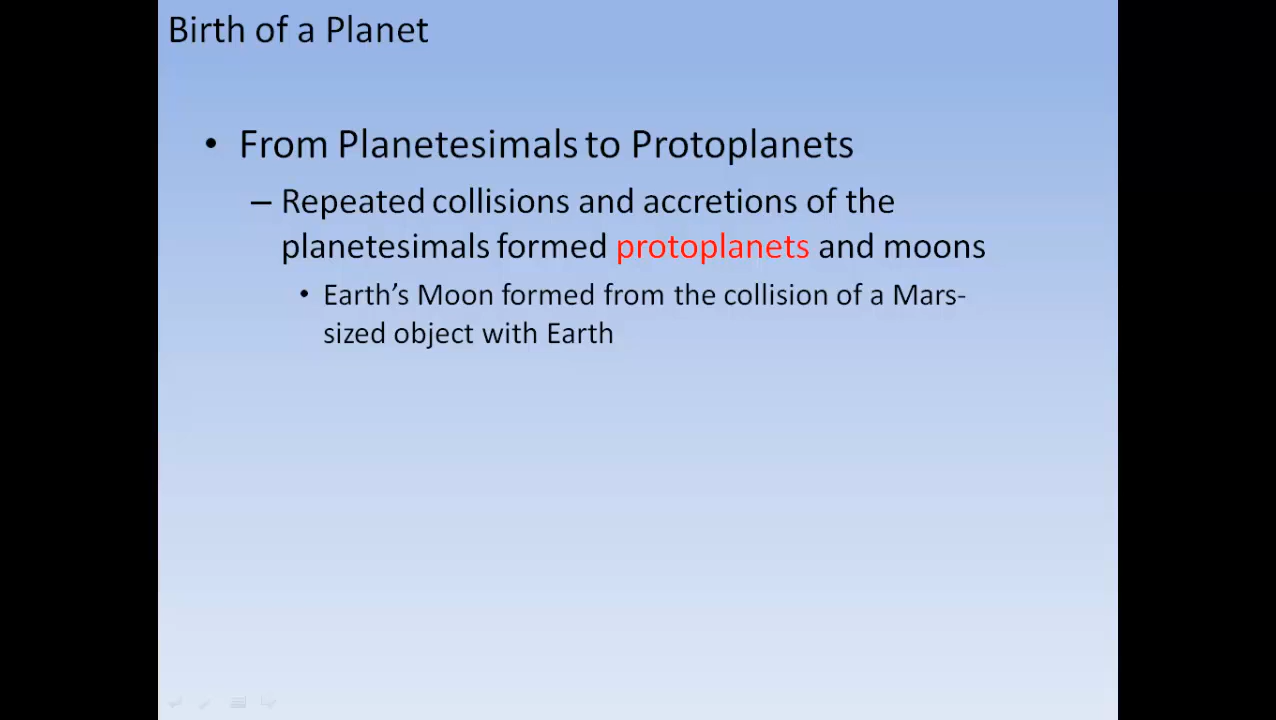 Birth of a Planet
• From Planetesimals to Protoplanets
– Repeated collisions and accretions of the
planetesimals formed protoplanets and moons
• Earth’s Moon formed from the collision of a Mars-
sized object with Earth